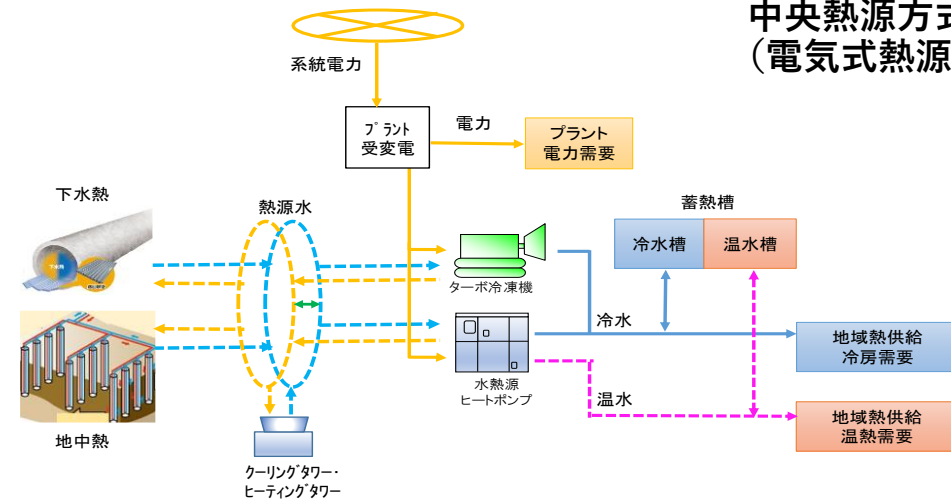 中央熱源方式
（電気式熱源
系統電力
プラント
受変電
電力
プラント
電力需要
下水熱
熱源水
蓄熱槽
冷水槽
温水槽
ターボ冷凍機
冷水
地域熱供給
冷房需要
水熱源
ヒートポンプ
温水
地域熱供給
温熱需要
地中熱
クーリングタワー・
ヒーティングタワー